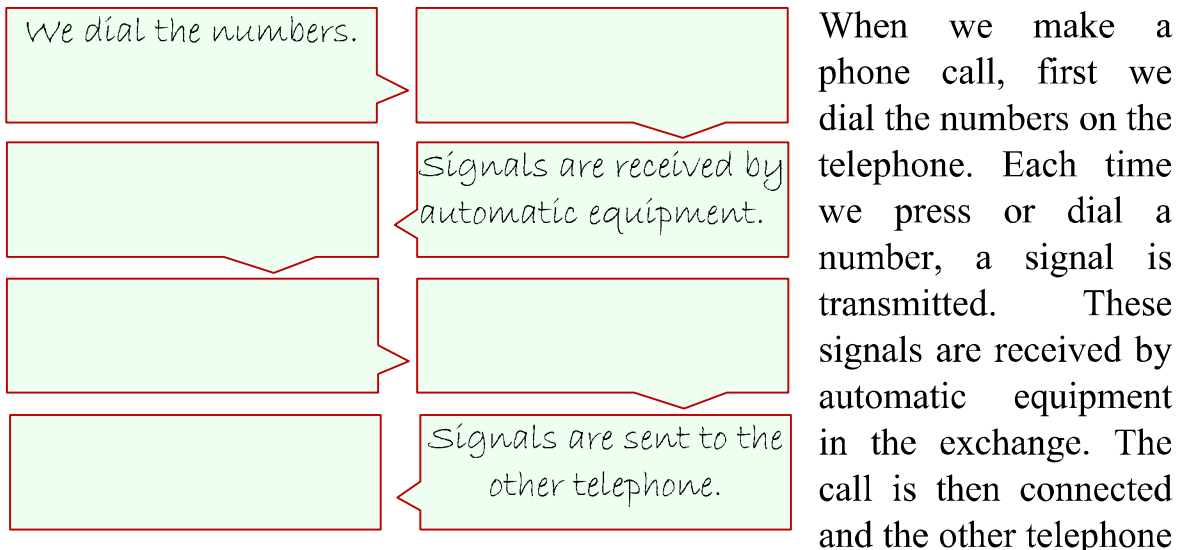 We dial the numbers.
Signals are received by
automatic equipment.
Signals are sent to the
other telephone.
When we make a
phone call, first we
dial the numbers on the
telephone. Each time
we press or dial a
number, a signal is
transmitted. These
signals are received by
automatic equipment
in the exchange. The
call is then connected
and the other telephone